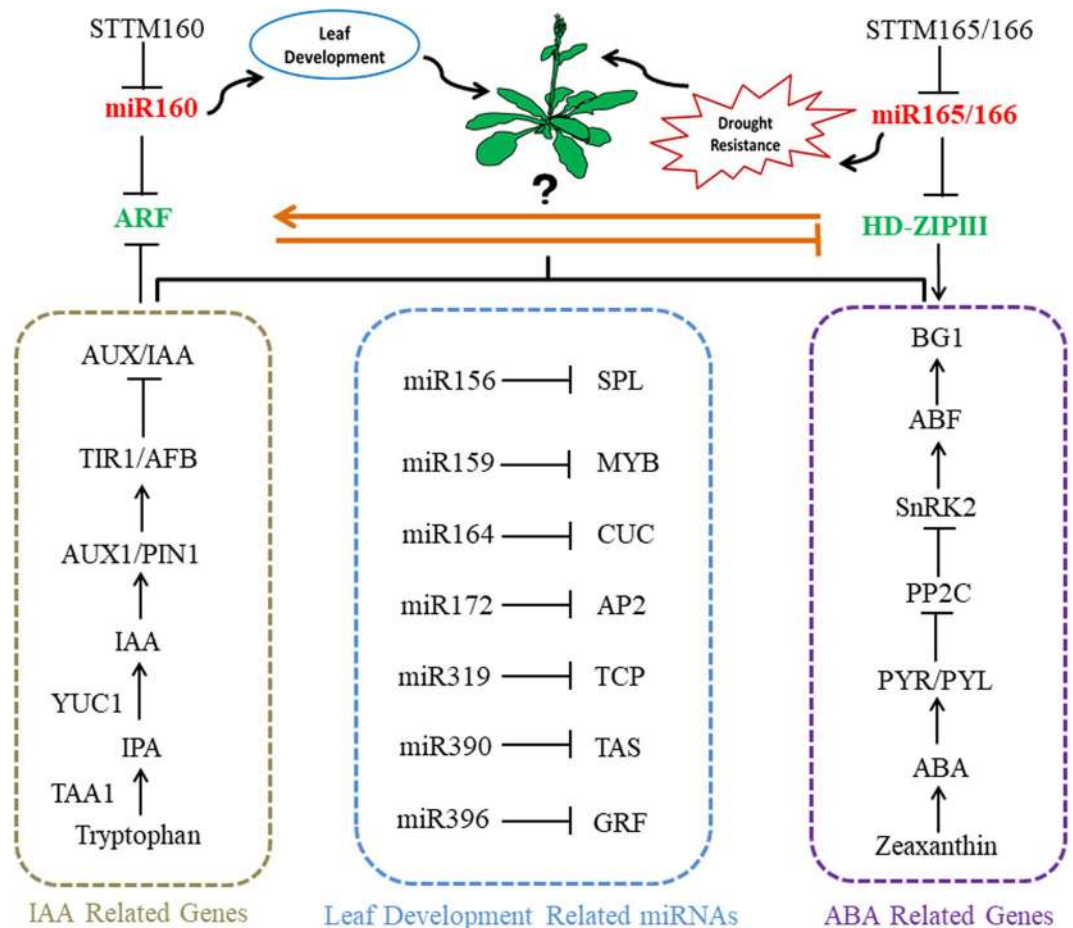 STTM160
Leaf
Development
STTM165/166
miR160
Drought
Resistance
miR165/166
?
ARF
HD-ZIPIII
AUX/IAA
TIR1/AFB
AUX1/PIN1
IAA
YUC1
IPA
TAA1
Tryptophan
IAA Related Genes
miR156 SPL
miR159 MYB
miR164 CUC
miR172 AP2
miR319 TCP
miR390 TAS
miR396 GRF
Leaf Development Related miRNAs
BG1
ABF
SnRK2
PP2C
PYR/PYL
ABA
Zeaxanthin
ABA Related Genes